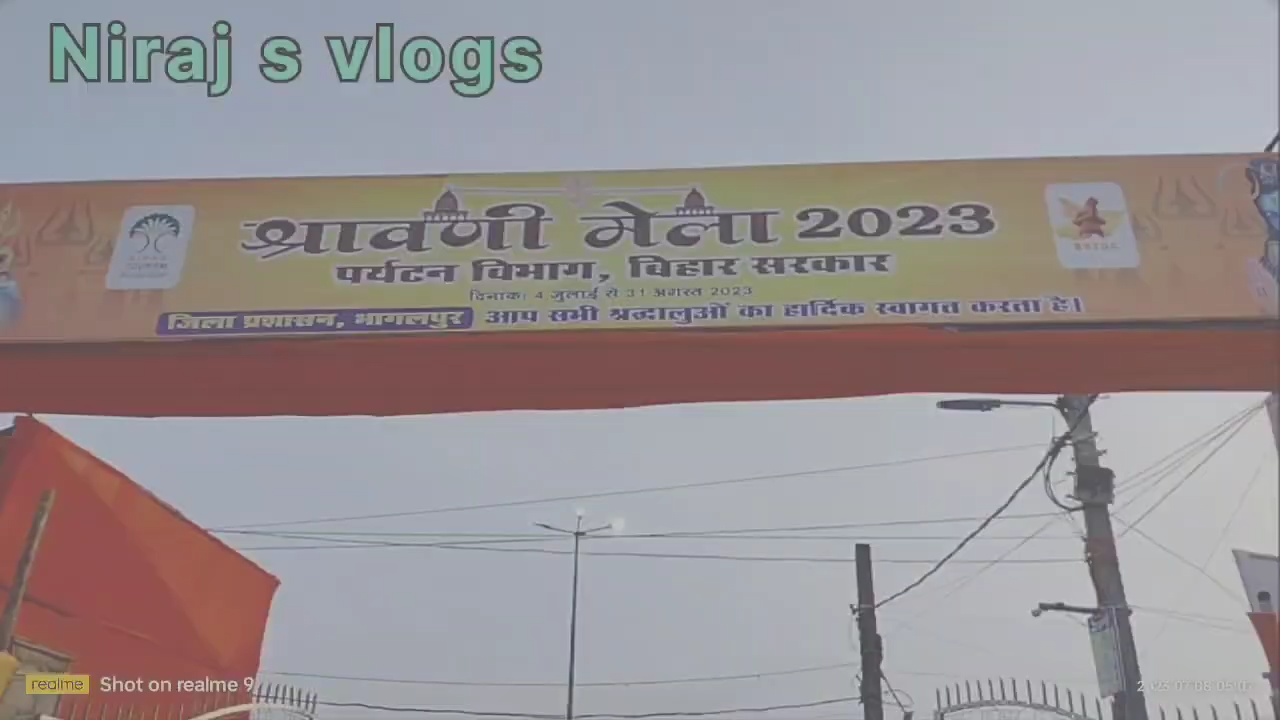 Niraj s vlogs
श्रावणी मेला 2023
पर्यटन विभाग, बिहार सरकार
दिनांक: 4 जुलाई से 31 अगस्त 2023
जिला प्रशासन, भागलपुर आप सभी श्रद्धालुओं का हार्दिक स्वागत करता है।
realme Shot on realme 9